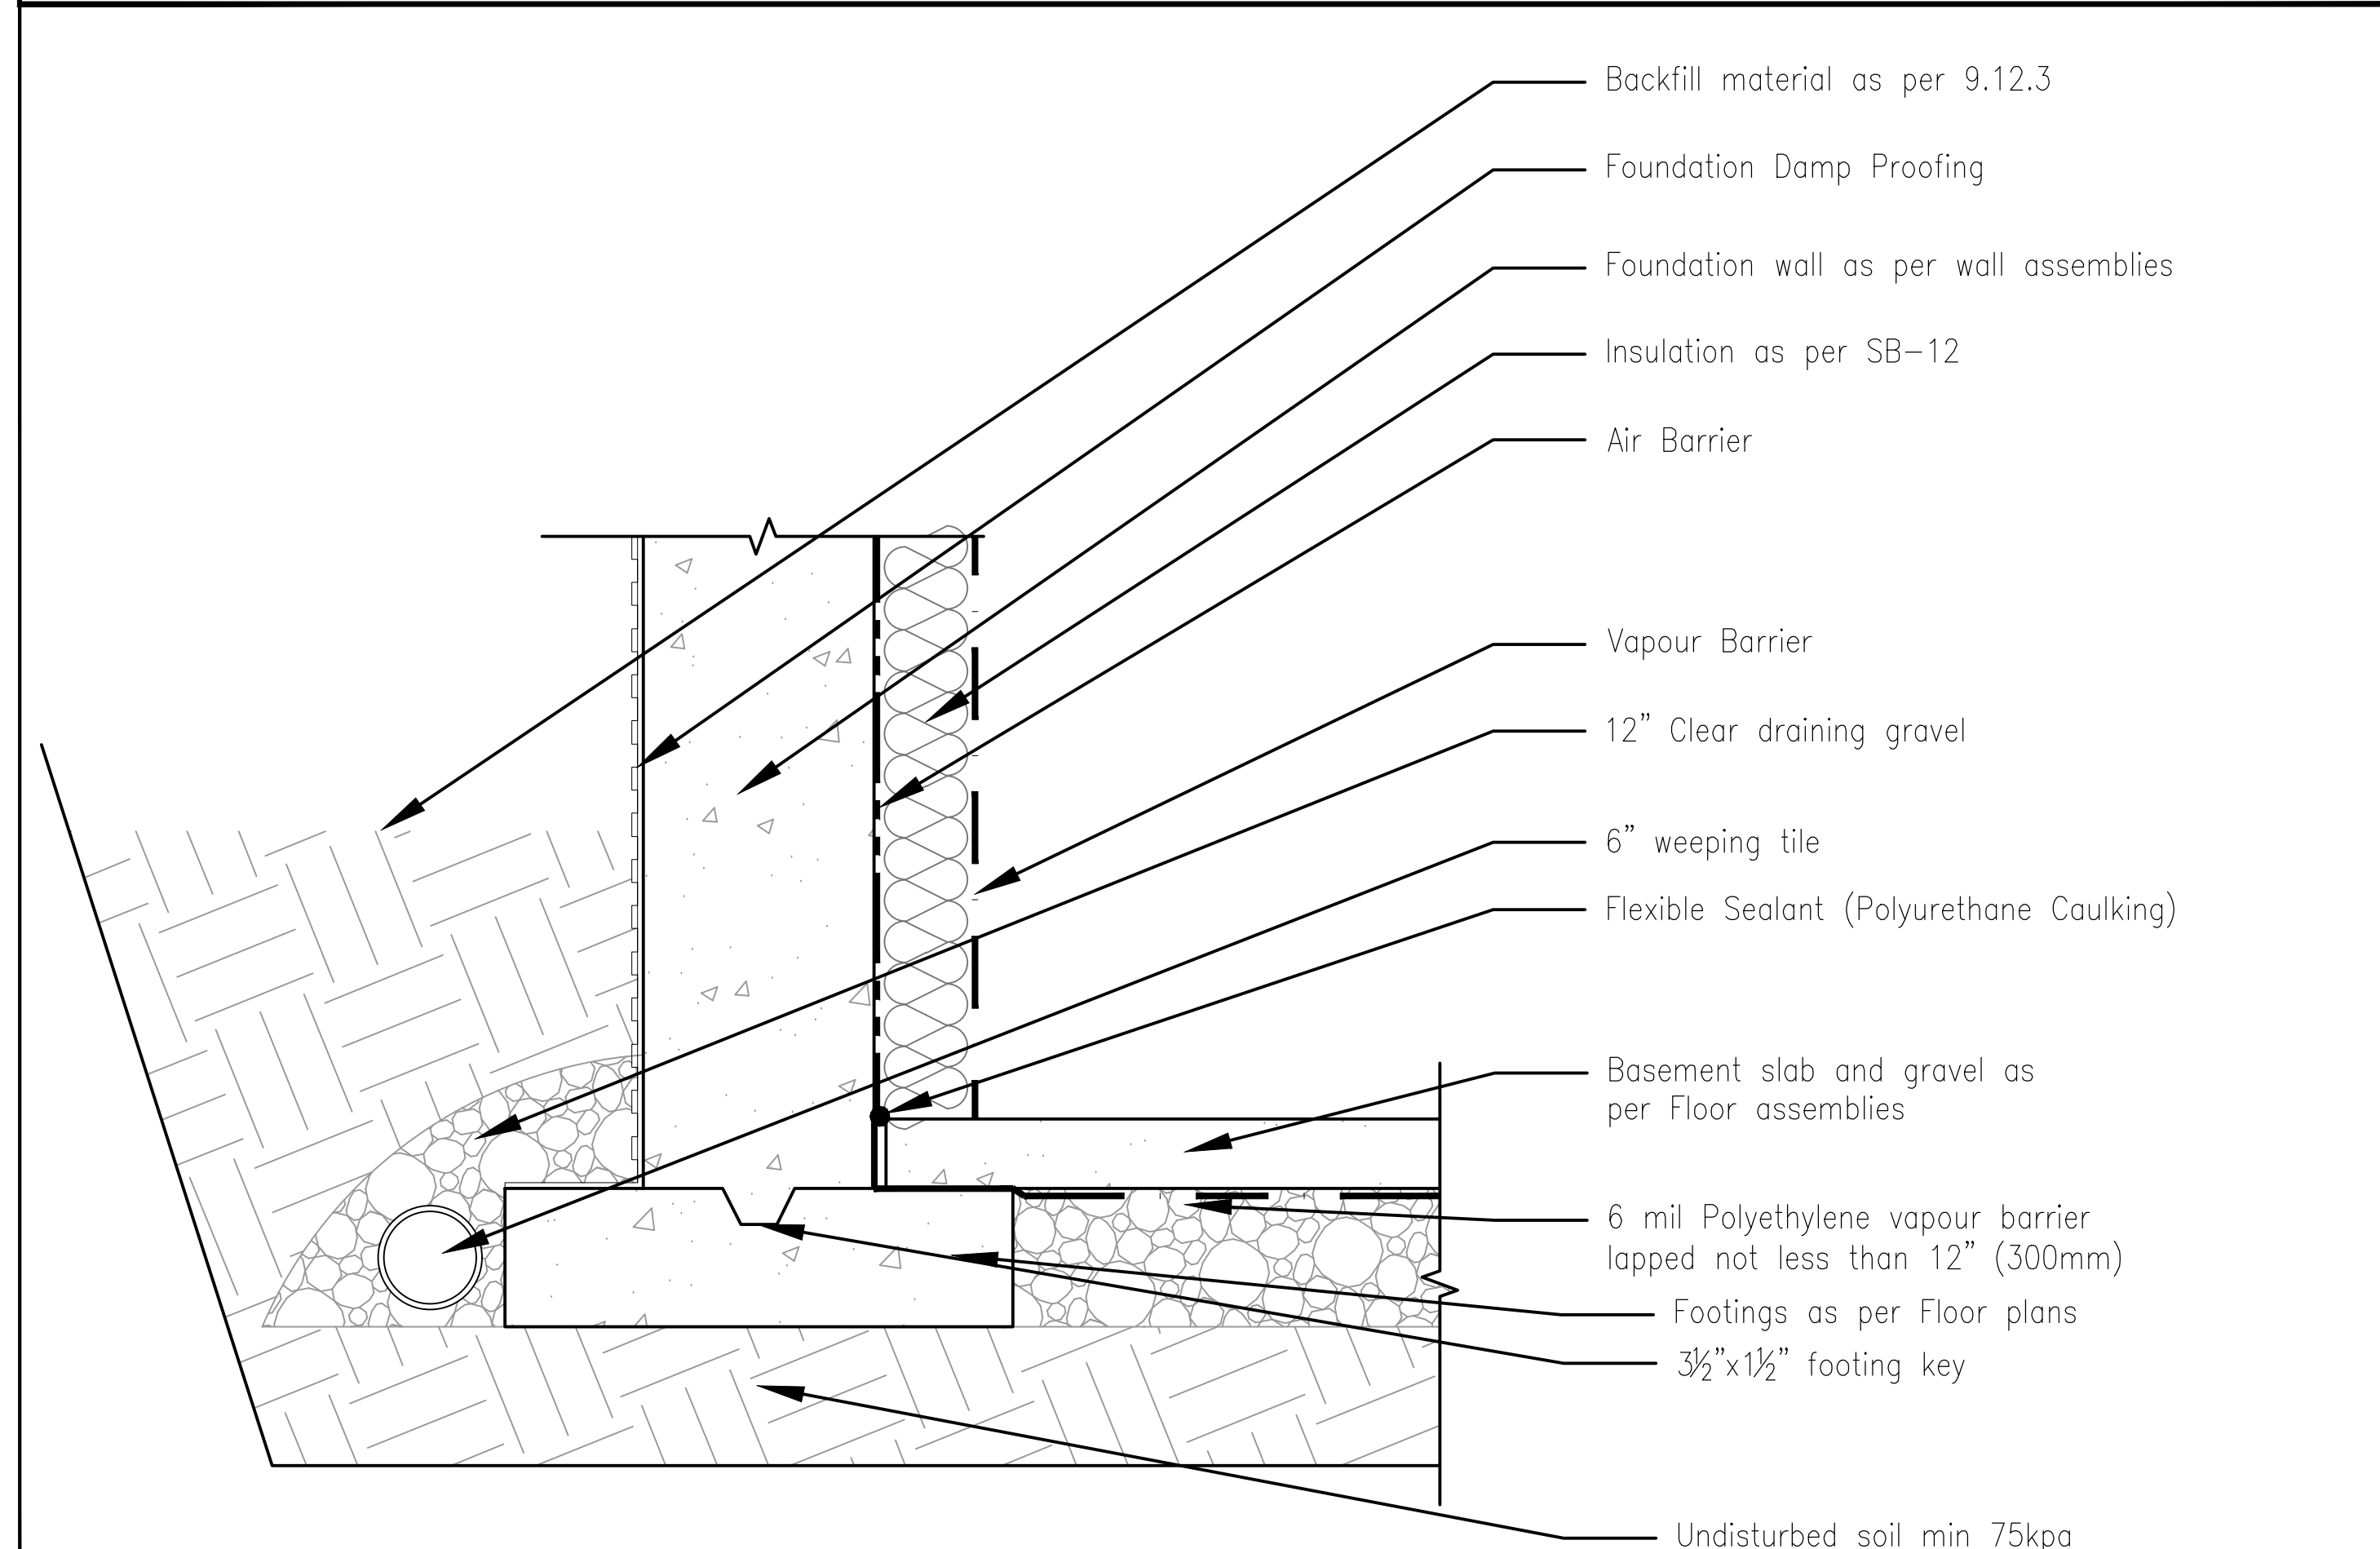 Backfill material as per 9.12.3
Foundation Damp Proofing
Foundation wall as per wall assemblies
Insulation as per SB-12
Air Barrier
Vapour Barrier
12” Clear draining gravel
6” weeping tile
Flexible Sealant (Polyurethane Caulking)
Basement slab and gravel as
per Floor assemblies
6 mil Polyethylene vapour barrier
lapped not less than 12” (300mm)
Footings as per Floor plans
3½”x1½” footing key
Undisturbed soil min 75kpa